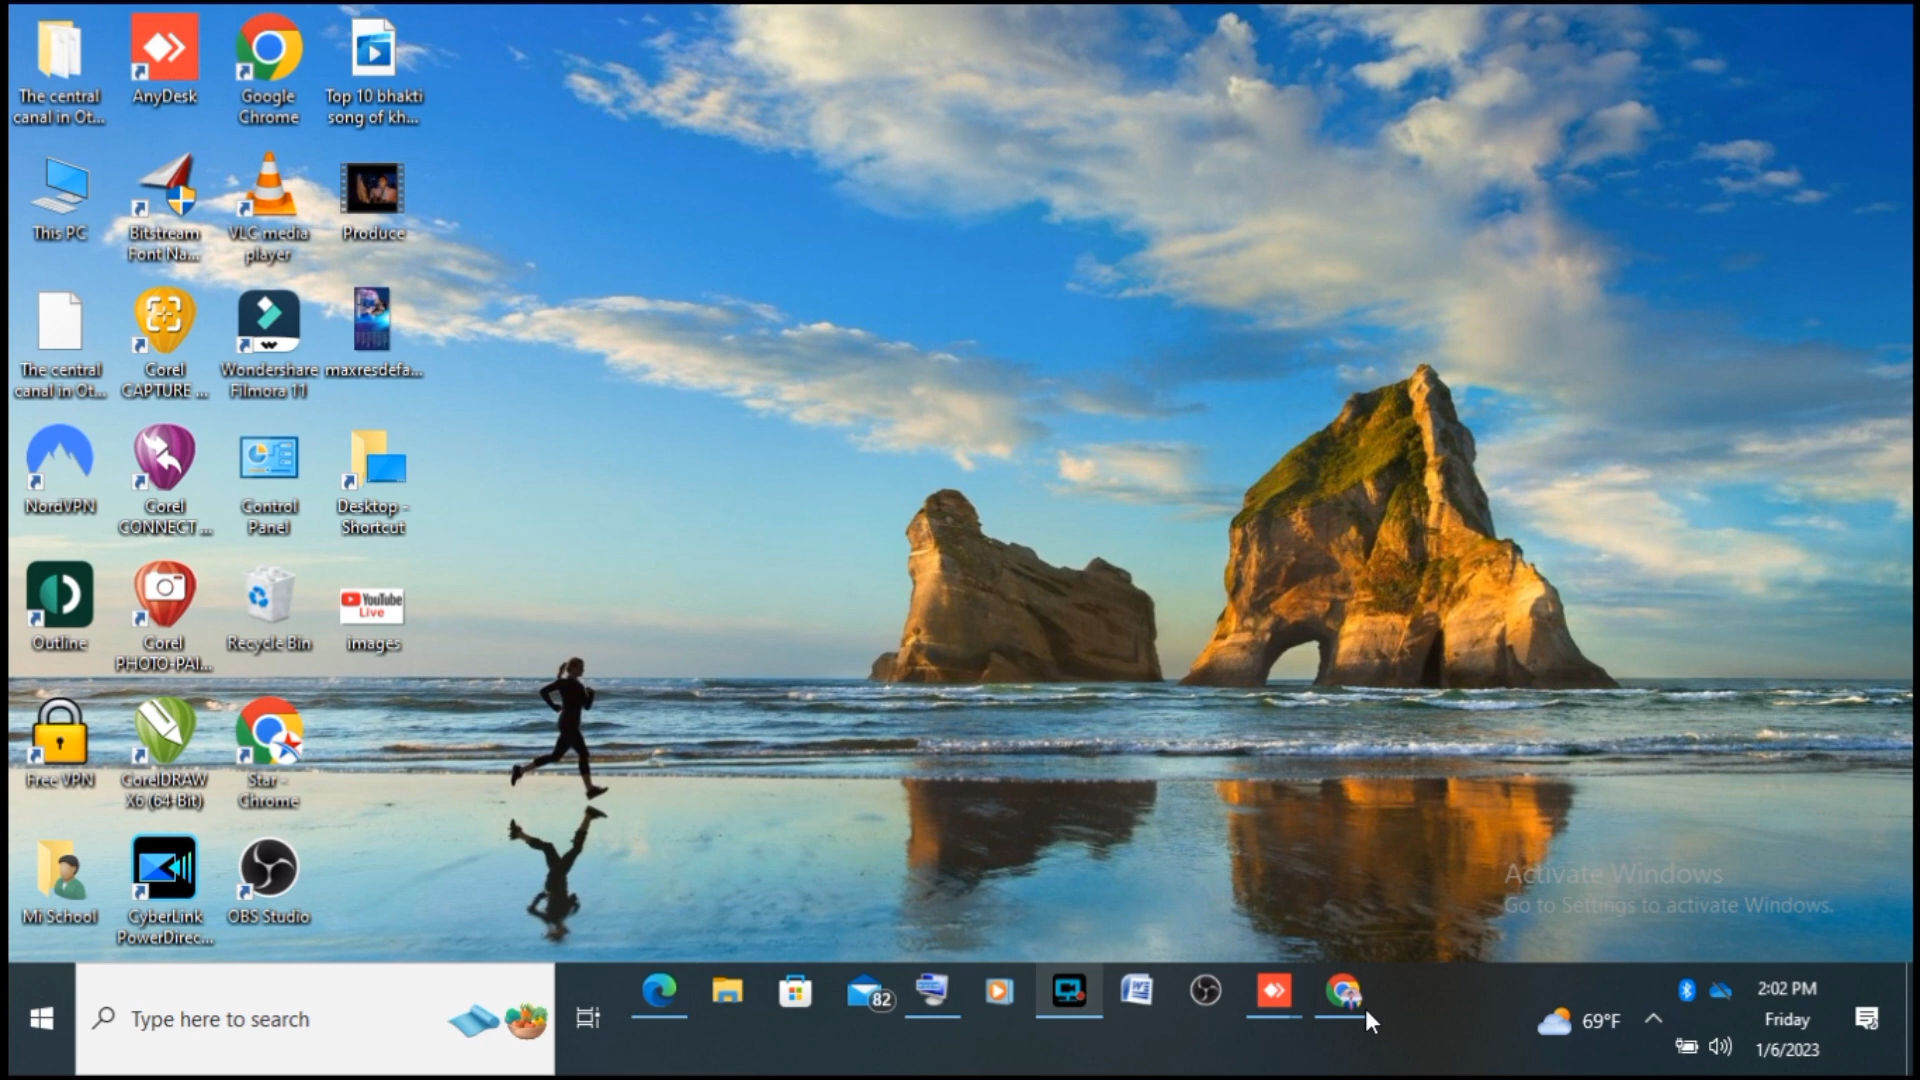 The central
canal in Ot...
AnyDesk
Google
Chrome
Top 10 bhakti
song of kh...
This PC
Bitstream
Font Na...
VLC media
player
Produce
The central
canal in Ot...
Corel
CAPTURE ...
Wondershare
Filmora 11
maxresdefa...
NordVPN
Corel
CONNECT ...
Control
Panel
Desktop -
Shortcut
Outline
Corel
PHOTO-PAI...
Recycle Bin
YouTube
Live
images
Free VPN
CorelDRAW
X6 (64-Bit)
Star -
Chrome
Mi School
CyberLink
PowerDirec...
OBS Studio
Activate Windows
Go to Settings to activate Windows.
Type here to search
82
69°F
2:02 PM
Friday
1/6/2023